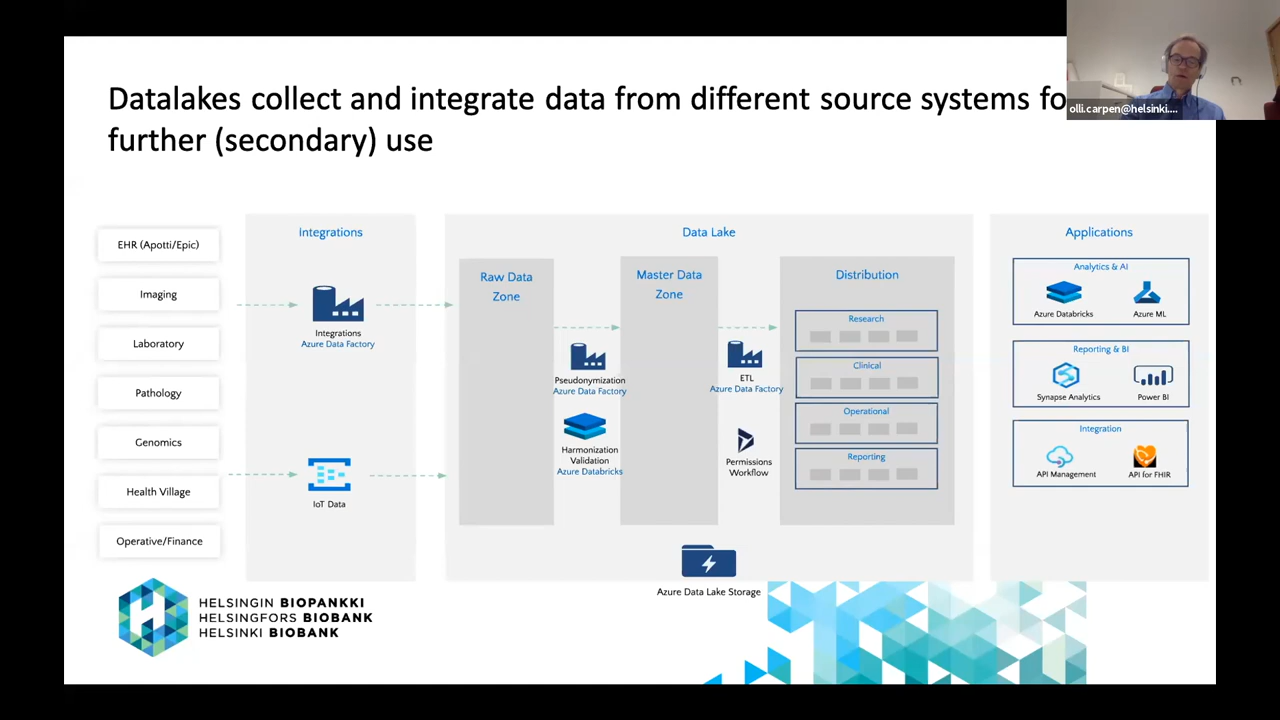 Datalakes collect and integrate data from different source systems fo
further (secondary) use
olli.carpen@helsinki....
EHR (Apotti/Epic)
Imaging
Laboratory
Pathology
Genomics
Health Village
Operative/Finance
Integrations
Integrations
Azure Data Factory
IoT Data
Data Lake
Raw Data
Zone
Pseudonymization
Azure Data Factory
Harmonization
Validation
Azure Databricks
Master Data
Zone
ETL
Azure Data Factory
Permissions
Workflow
Distribution
Research
Clinical
Operational
Reporting
Azure Data Lake Storage
Applications
Analytics & AI
Azure Databricks
Azure ML
Reporting & BI
Synapse Analytics
Power BI
Integration
API Management
API for FHIR
HELSINGIN BIOPANKKI
HELSINGFORS BIOBANK
HELSINKI BIOBANK